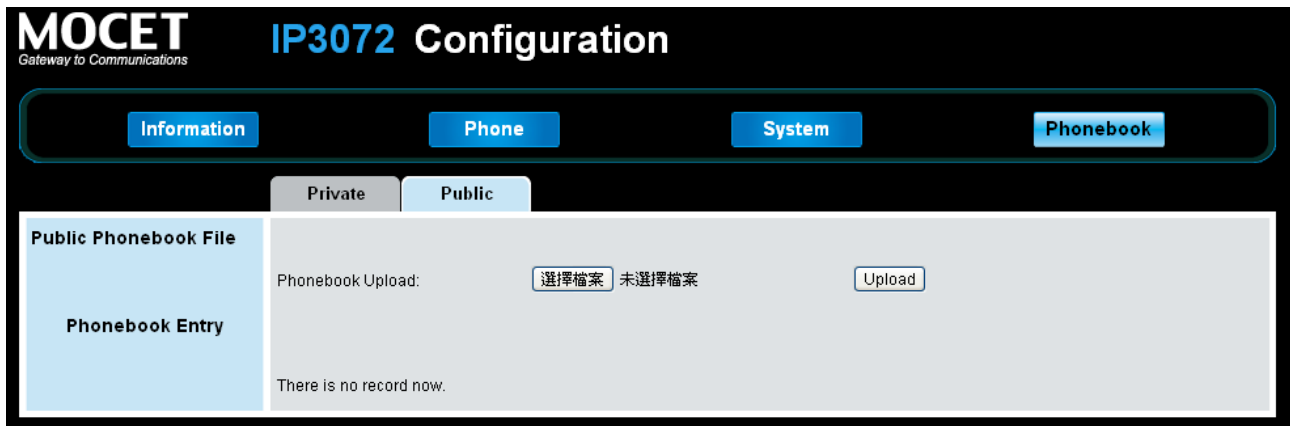 MOCET
Gateway to Communications
IP3072 Configuration
Information Phone System Phonebook
Private Public
Public Phonebook File
Phonebook Upload: 選擇檔案 未選擇檔案 Upload
Phonebook Entry
There is no record now.